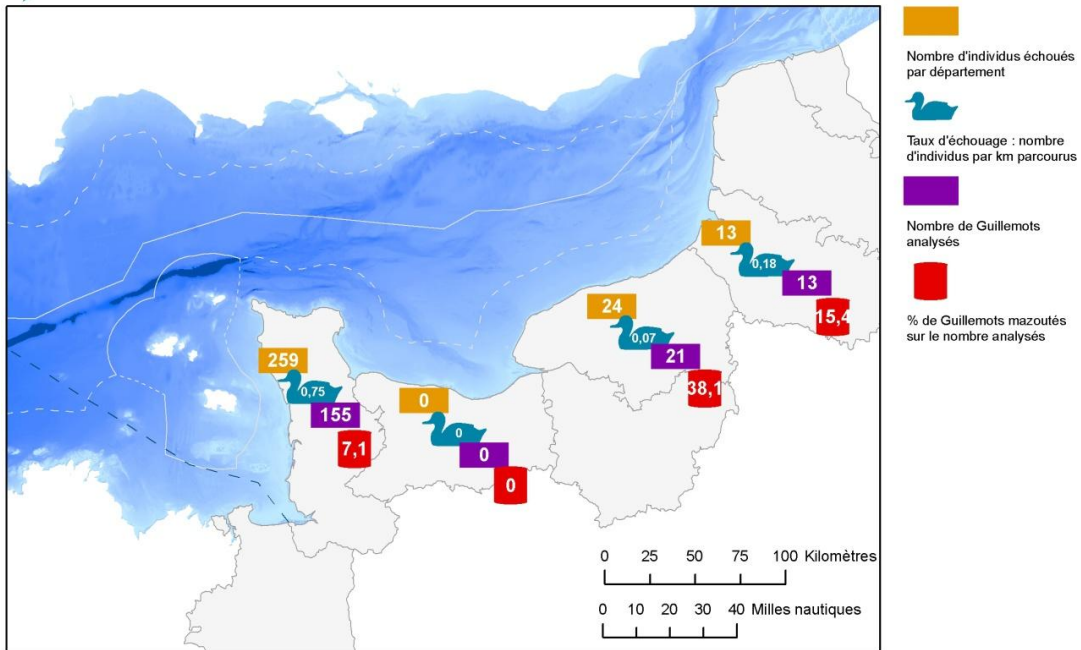 Nombre d'individus échoués
par département
Taux d'échouage : nombre
d'individus par km parcourus
Nombre de Guillemots
analysés
% de Guillemots mazoutés
sur le nombre analysés
13
0,18
13
15,4
24
0,07
21
38,1
259
0,75
155
7,1
0
0
0
0
0 25 50 75 100 Kilomètres
0 10 20 30 40 Milles nautiques